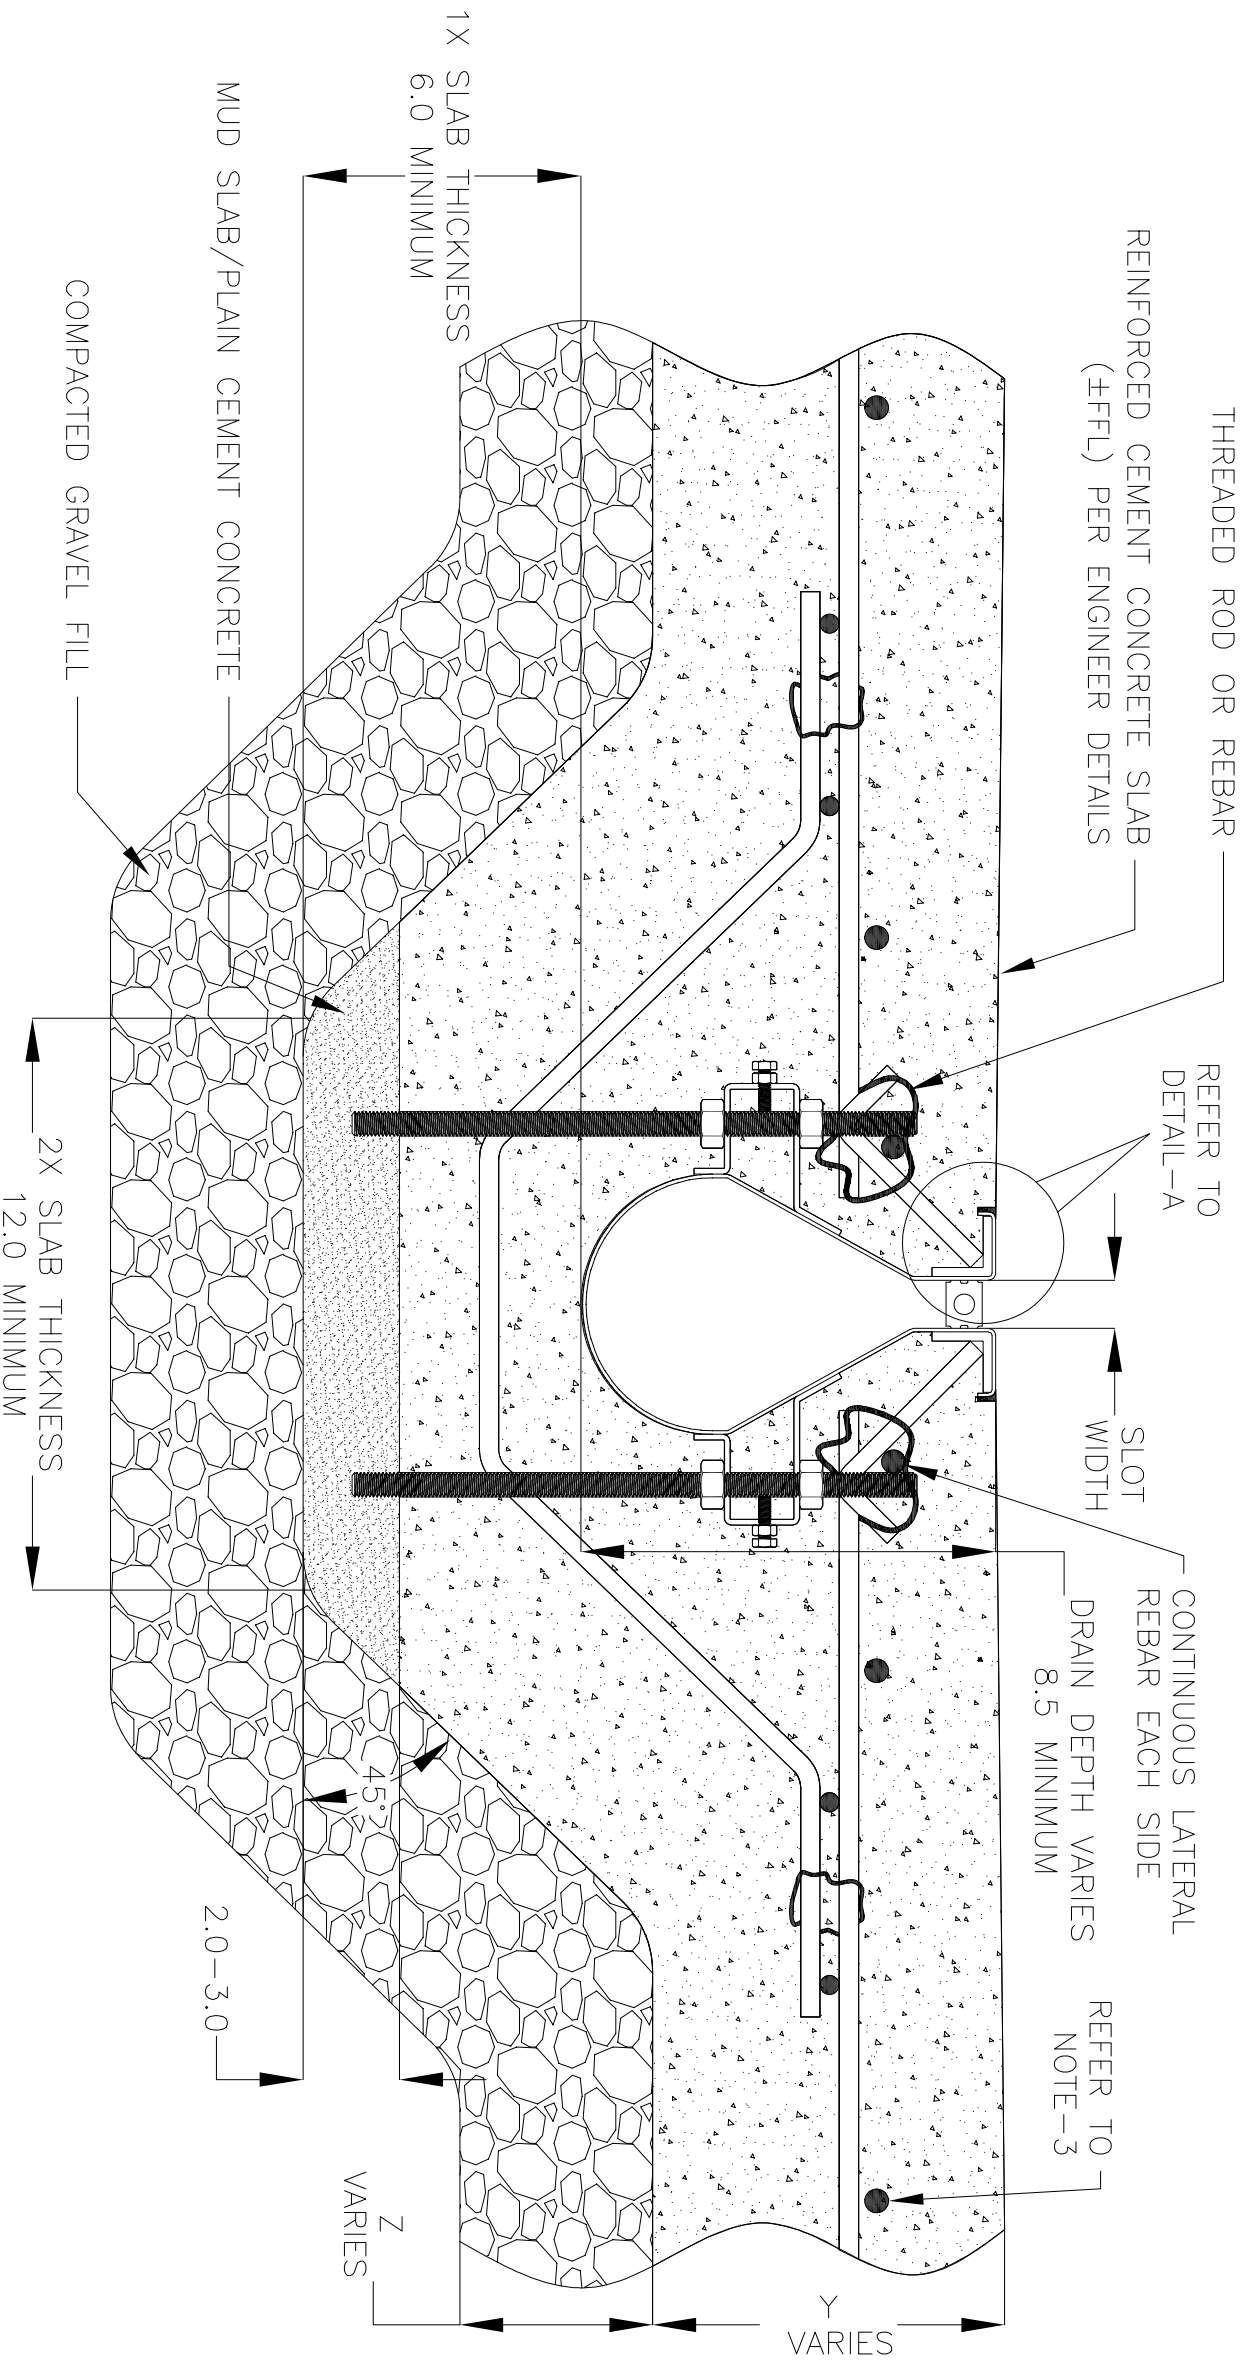 THREADED ROD OR REBAR
REINFORCED CEMENT CONCRETE SLAB
(±FFL) PER ENGINEER DETAILS
REFER TO
DETAIL-A
SLOT
WIDTH
CONTINUOUS LATERAL
REBAR EACH SIDE
DRAIN DEPTH VARIES
8.5 MINIMUM
REFER TO
NOTE-3
1X SLAB THICKNESS
6.0 MINIMUM
MUD SLAB/PLAIN CEMENT CONCRETE
COMPACTED GRAVEL FILL
2X SLAB THICKNESS
12.0 MINIMUM
45°
2.0-3.0
Z
VARIES
Y
VARIES